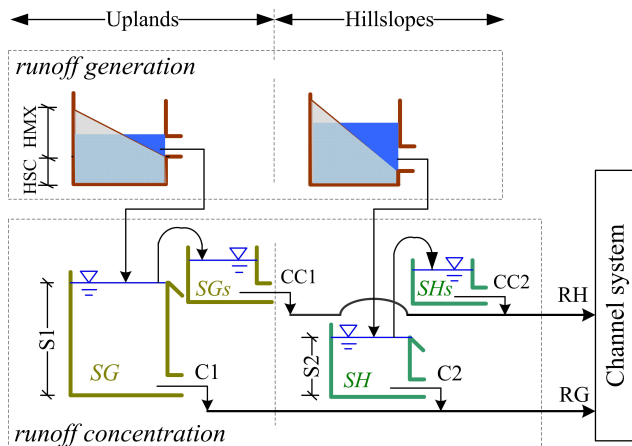 Uplands
Hillslopes
runoff generation
HMX
HSC
SGs
CC1
SHs
CC2
RH
S1
SG
C1
S2
SH
C2
RG
Channel system
runoff concentration